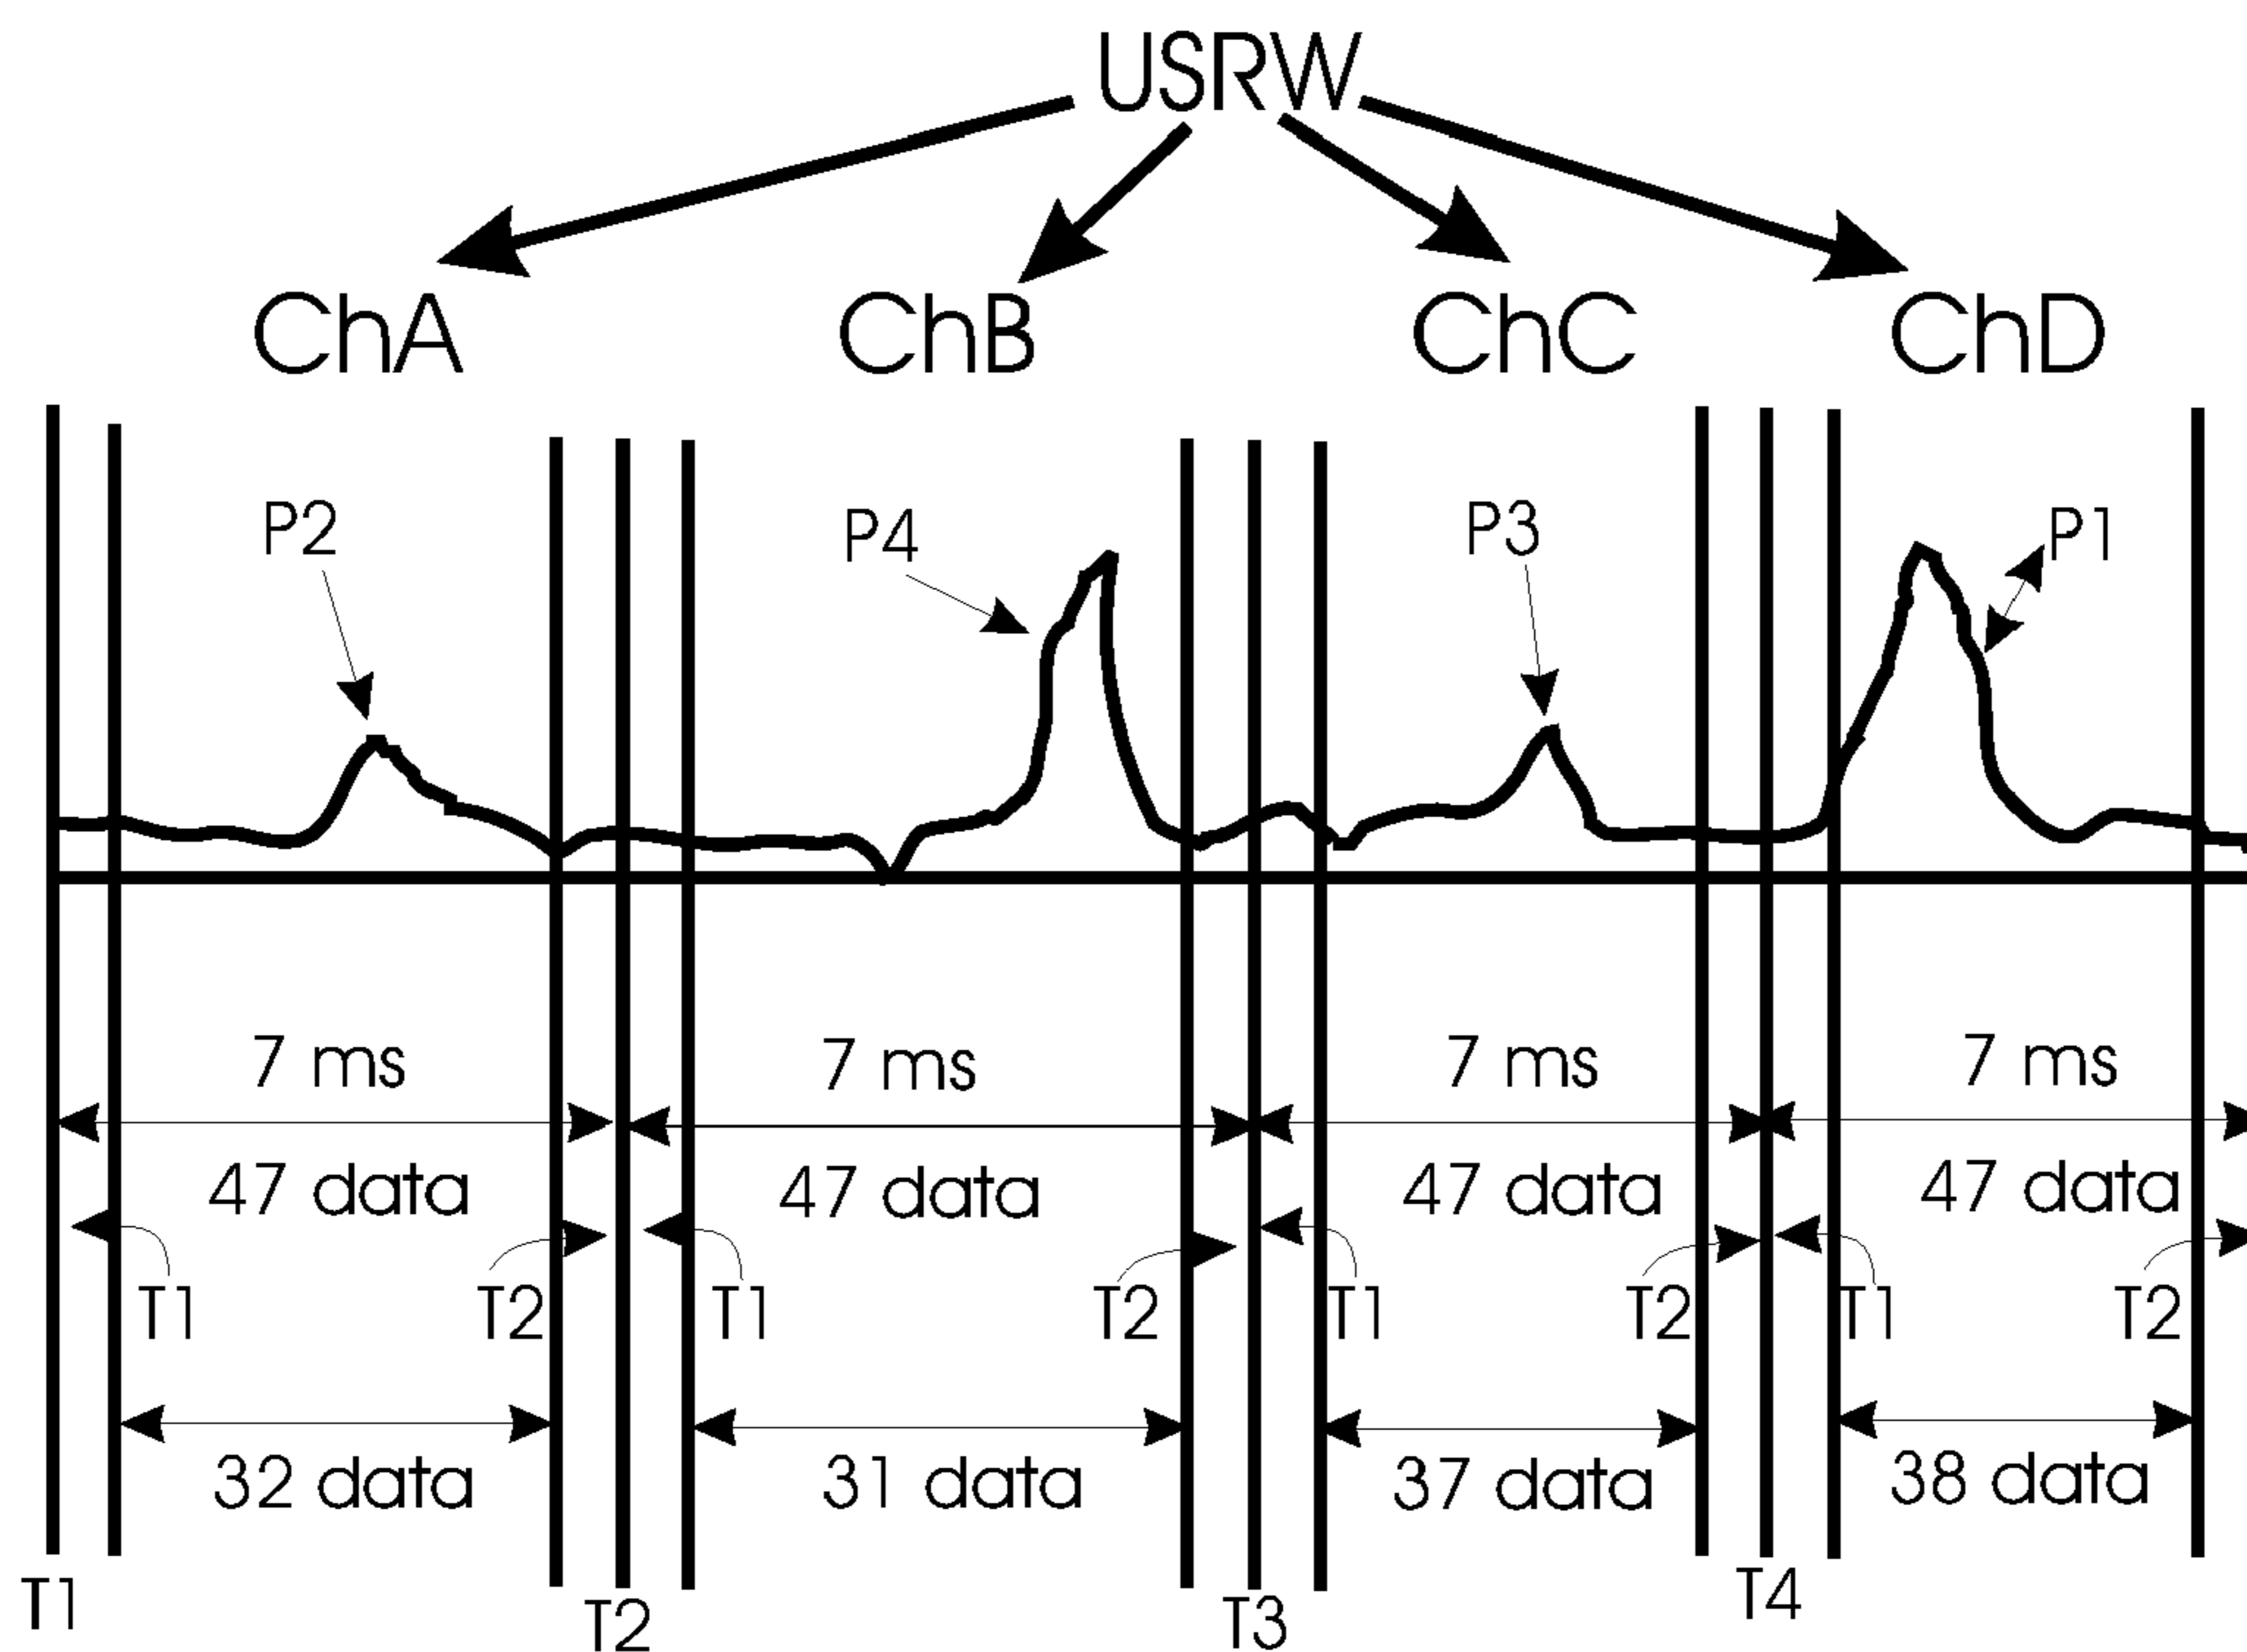 USRW
ChA ChB ChC ChD
P2 P4 P3 P1
7 ms 7 ms 7 ms 7 ms
47 data 47 data 47 data 47 data
T1 T2 T1 T2 T1 T2 T1 T2
32 data 31 data 37 data 38 data
T1 T2 T3 T4